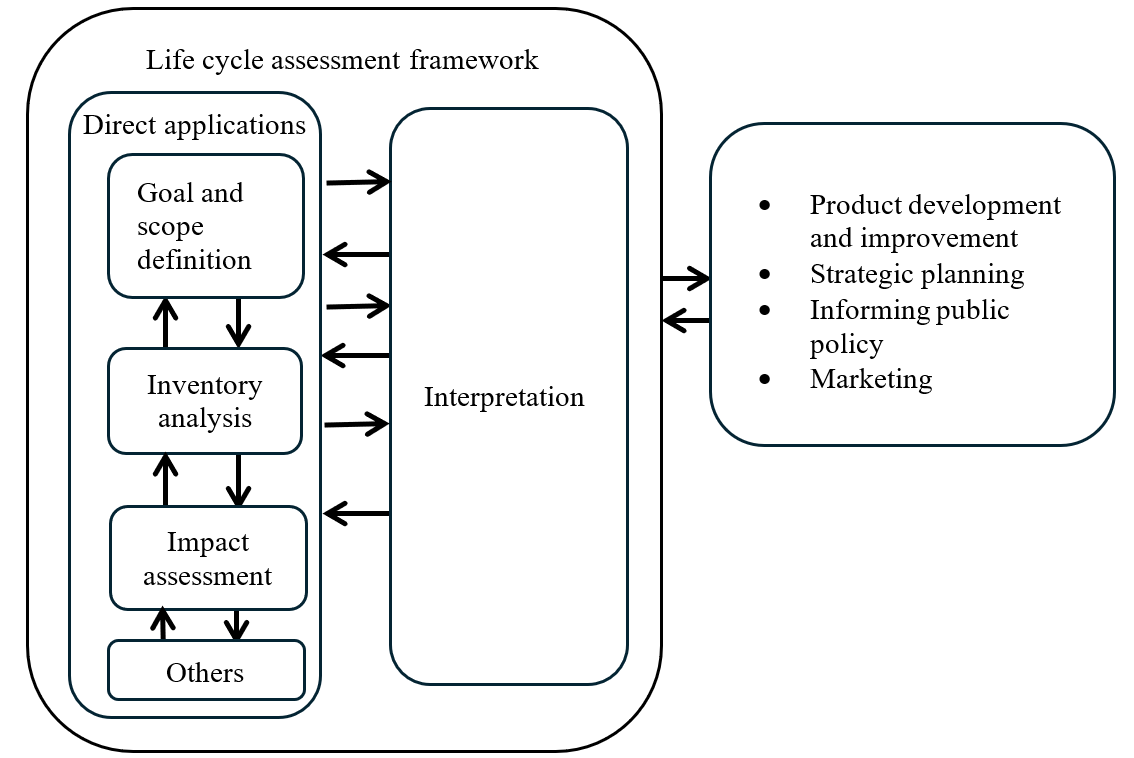 Life cycle assessment framework
Direct applications
Goal and
scope
definition
Inventory
analysis
Impact
assessment
Others
Interpretation
• Product development
and improvement
• Strategic planning
• Informing public
policy
• Marketing